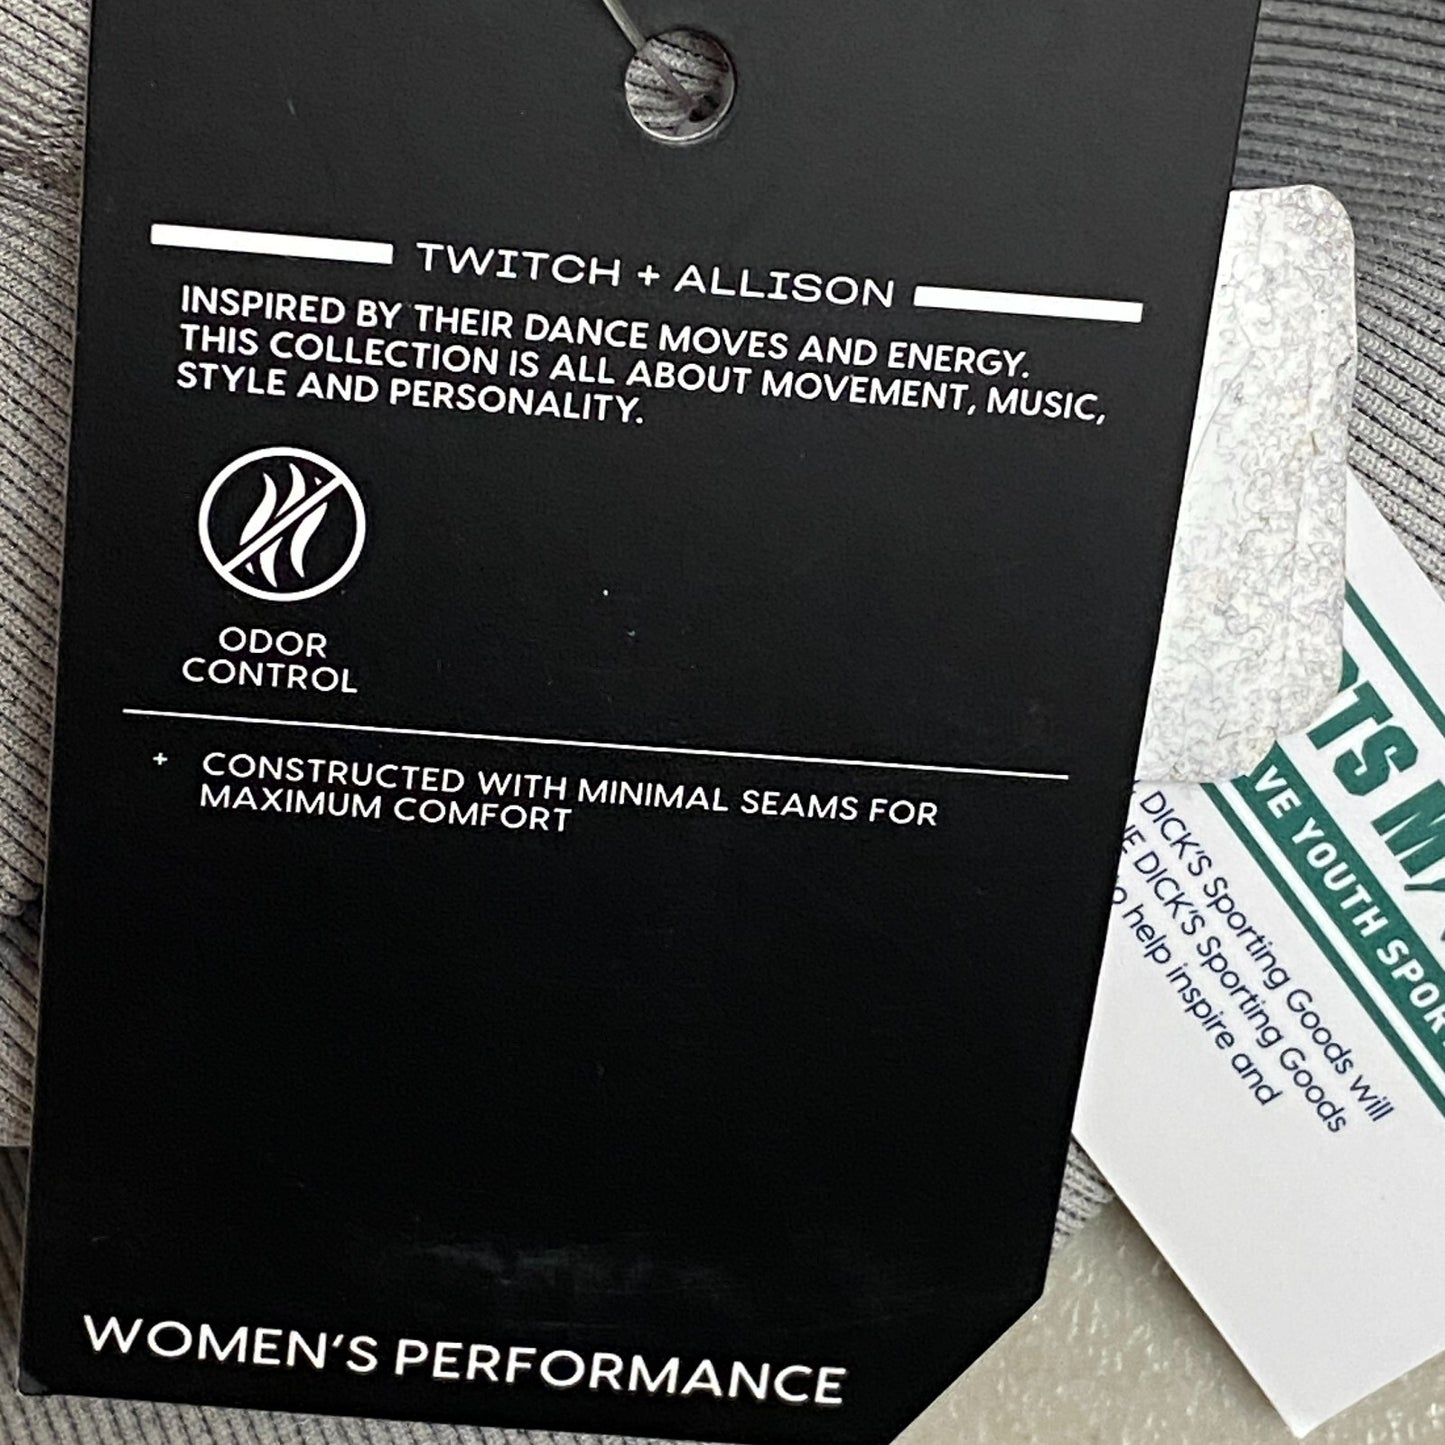 TWITCH + ALLISON
INSPIRED BY THEIR DANCE MOVES AND ENERGY.
THIS COLLECTION IS ALL ABOUT MOVEMENT, MUSIC,
STYLE AND PERSONALITY.
ODOR
CONTROL
+ CONSTRUCTED WITH MINIMAL SEAMS FOR
MAXIMUM COMFORT
WOMEN'S PERFORMANCE
YOUTH
DICK'S Sporting Goods will
DICK'S Sporting Goods
help inspire and